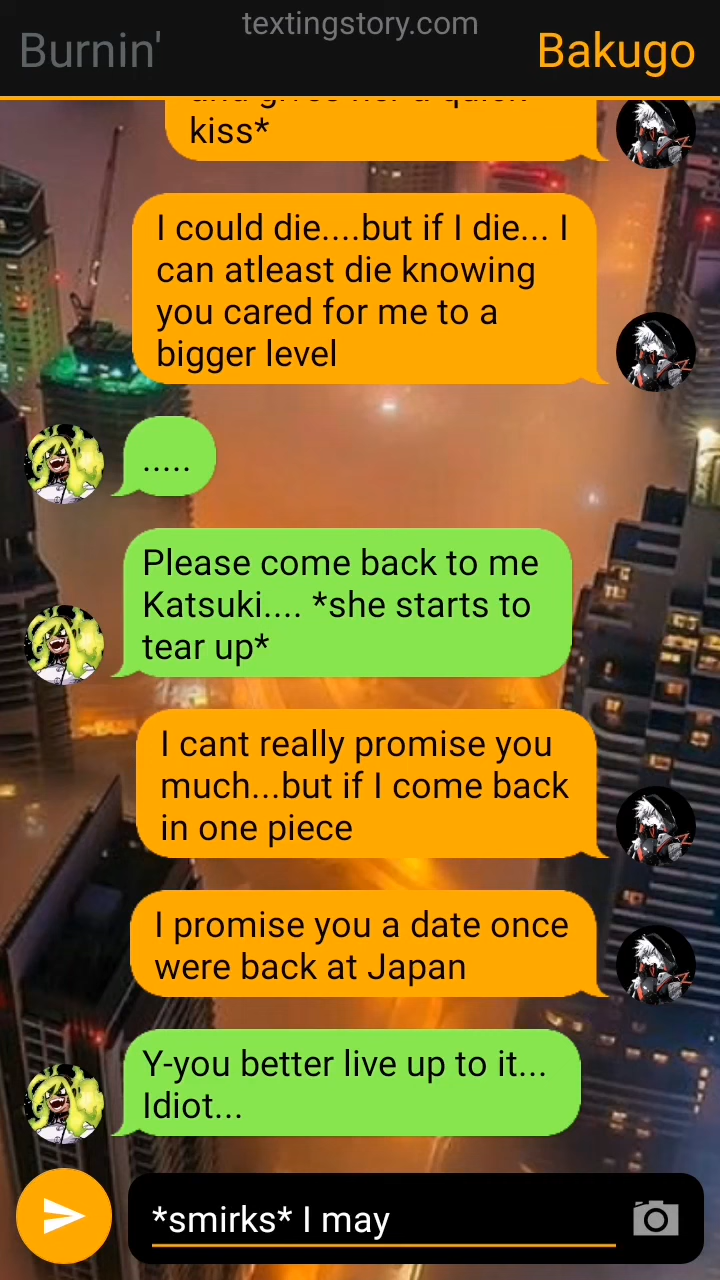 textingstory.com
Burnin'
Bakugo
kiss*
I could die....but if I die... I
can atleast die knowing
you cared for me to a
bigger level
.....
Please come back to me
Katsuki.... *she starts to
tear up*
I cant really promise you
much...but if I come back
in one piece
I promise you a date once
were back at Japan
Y-you better live up to it...
Idiot...
*smirks* I may